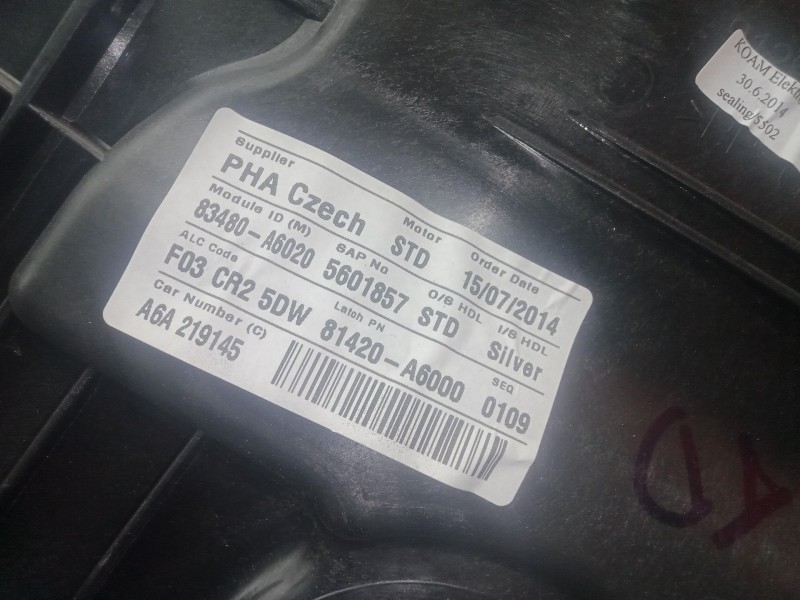 Supplier
PHA Czech
Motor
STD
Order Date
15/07/2014
Module ID (M)
83480-A6020
SAP. No
5601857
O/S HDL
STD
I/S HDL
Silver
ALC Code
F03 CR2 5DW
Latch PN
81420-A6000
SEQ
0109
Car Number (C)
A6A 219145
KOAM Elekt
30.6.2014
sealing/5502